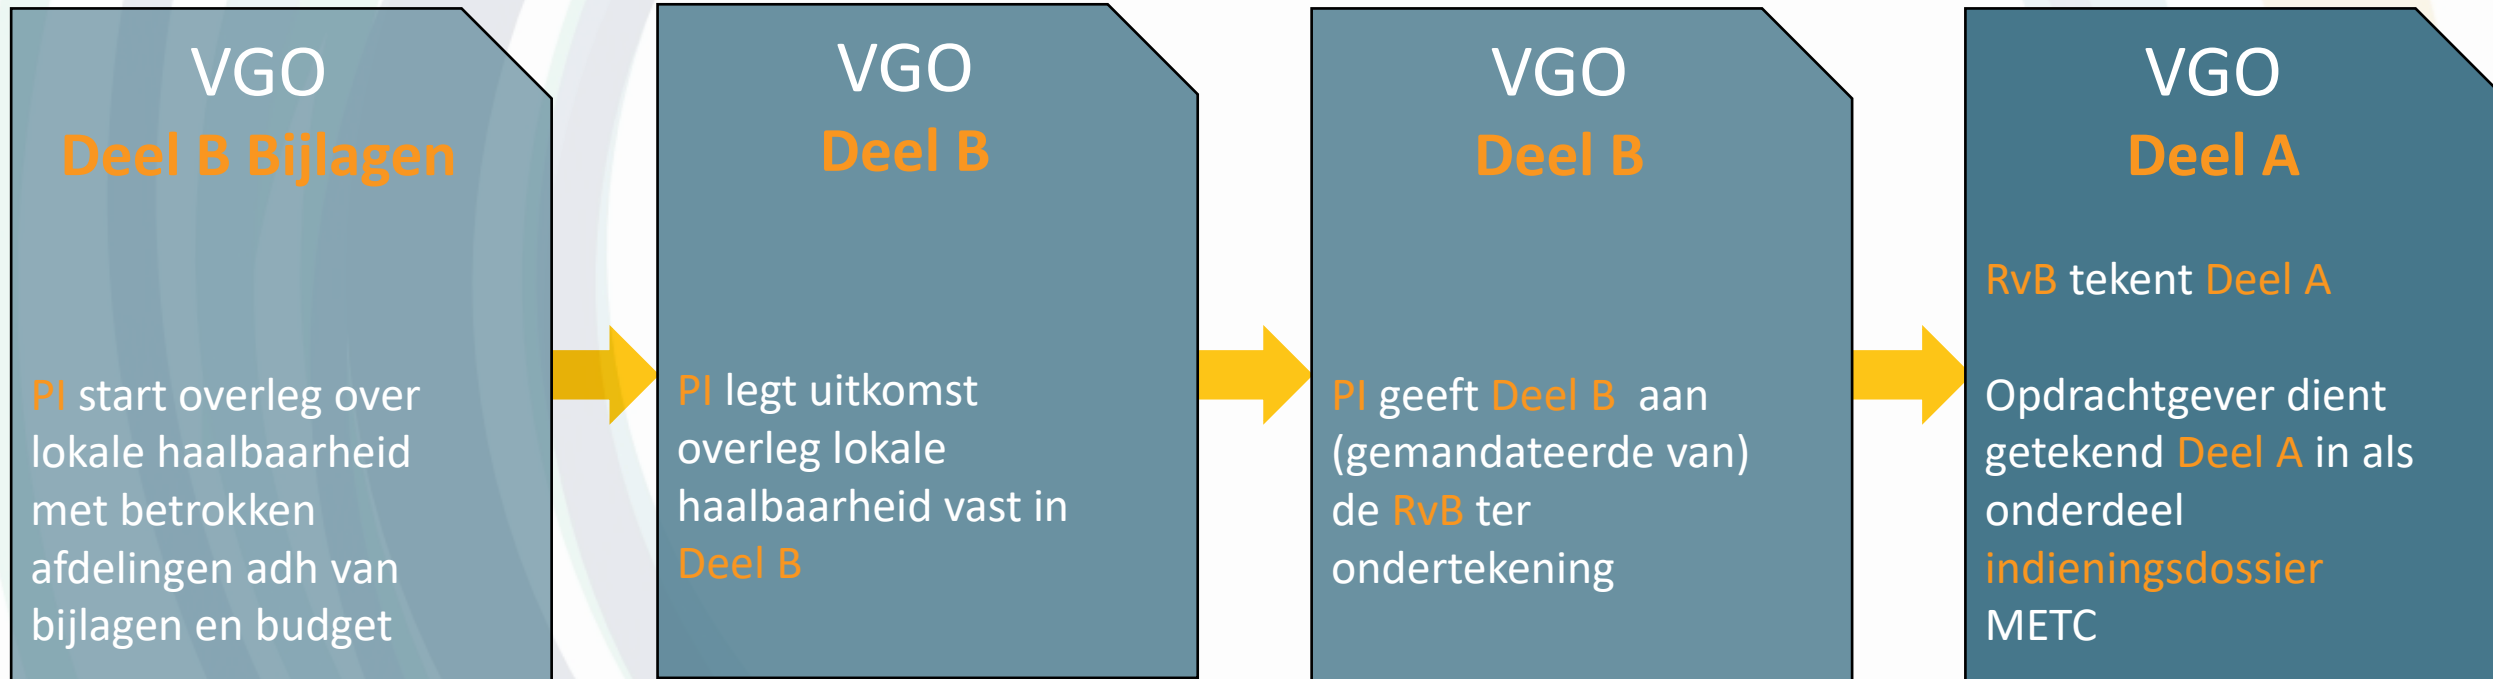 VGO
Deel B Bijlagen
PI start overleg over
lokale haalbaarheid
met betrokken
afdelingen adh van
bijlagen en budget
VGO
Deel B
PI legt uitkomst
overleg lokale
haalbaarheid vast in
Deel B
VGO
Deel B
PI geeft Deel B aan
(gemandateerde van)
de RvB ter
ondertekening
VGO
Deel A
RvB tekent Deel A
Opdrachtgever dient
getekend Deel A in als
onderdeel
indieningsdossier
METC